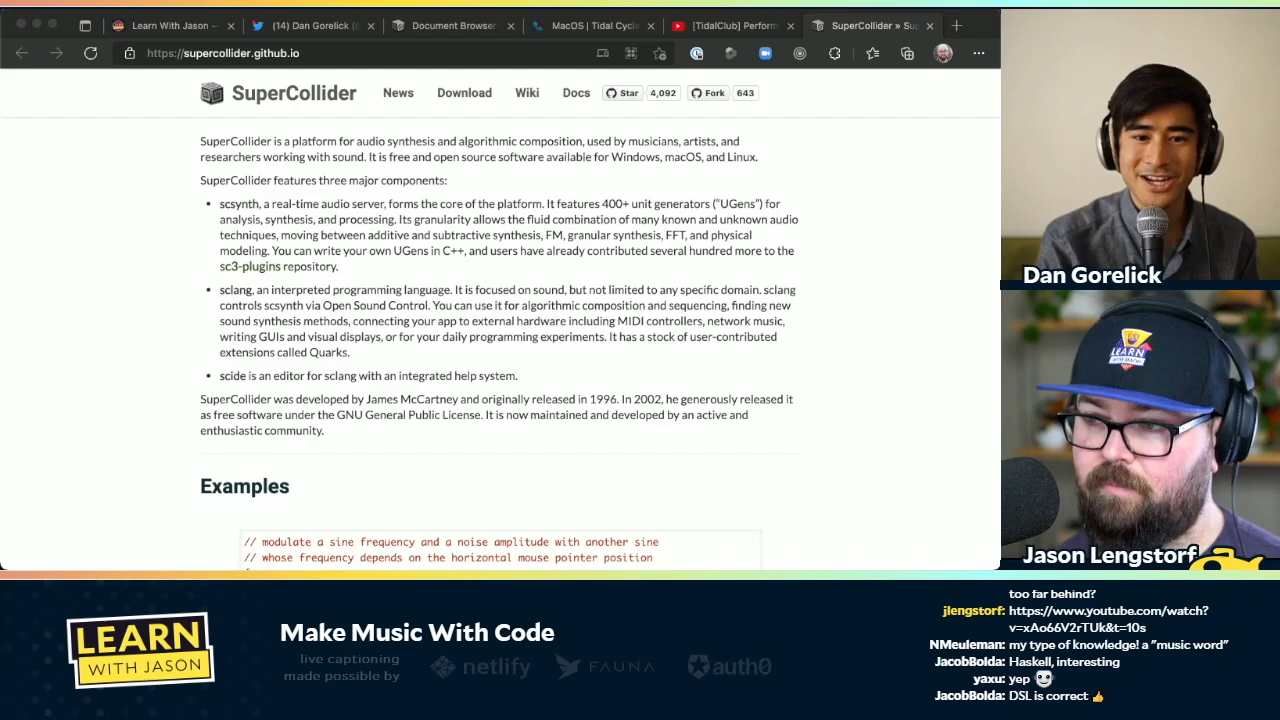 Learn With Jason —
(14) Dan Gorelick (
Document Browser
MacOS | Tidal Cycle
[TidalClub] Perform
SuperCollider » Sup
https://supercollider.github.io
SuperCollider
News
Download
Wiki
Docs
Star
4,092
Fork
643
SuperCollider is a platform for audio synthesis and algorithmic composition, used by musicians, artists, and
researchers working with sound. It is free and open source software available for Windows, macOS, and Linux.
SuperCollider features three major components:
• scsynth, a real-time audio server, forms the core of the platform. It features 400+ unit generators (“UGens”) for
analysis, synthesis, and processing. Its granularity allows the fluid combination of many known and unknown audio
techniques, moving between additive and subtractive synthesis, FM, granular synthesis, FFT, and physical
modeling. You can write your own UGens in C++, and users have already contributed several hundred more to the
sc3-plugins repository.
• sclang, an interpreted programming language. It is focused on sound, but not limited to any specific domain. sclang
controls scsynth via Open Sound Control. You can use it for algorithmic composition and sequencing, finding new
sound synthesis methods, connecting your app to external hardware including MIDI controllers, network music,
writing GUIs and visual displays, or for your daily programming experiments. It has a stock of user-contributed
extensions called Quarks.
• scide is an editor for sclang with an integrated help system.
SuperCollider was developed by James McCartney and originally released in 1996. In 2002, he generously released it
as free software under the GNU General Public License. It is now maintained and developed by an active and
enthusiastic community.
Examples
// modulate a sine frequency and a noise amplitude with another sine
// whose frequency depends on the horizontal mouse pointer position
Dan Gorelick
LEARN
Jason Lengstorf
LEARN
WITH JASON
Make Music With Code
live captioning
made possible by
netlify
FAUNA
auth0
too far behind?
jlengstorf: https://www.youtube.com/watch?
v=xAo66V2rTUk&t=10s
NMeuleman: my type of knowledge! a "music word"
JacobBolda: Haskell, interesting
yaxu: yep
JacobBolda: DSL is correct 👍